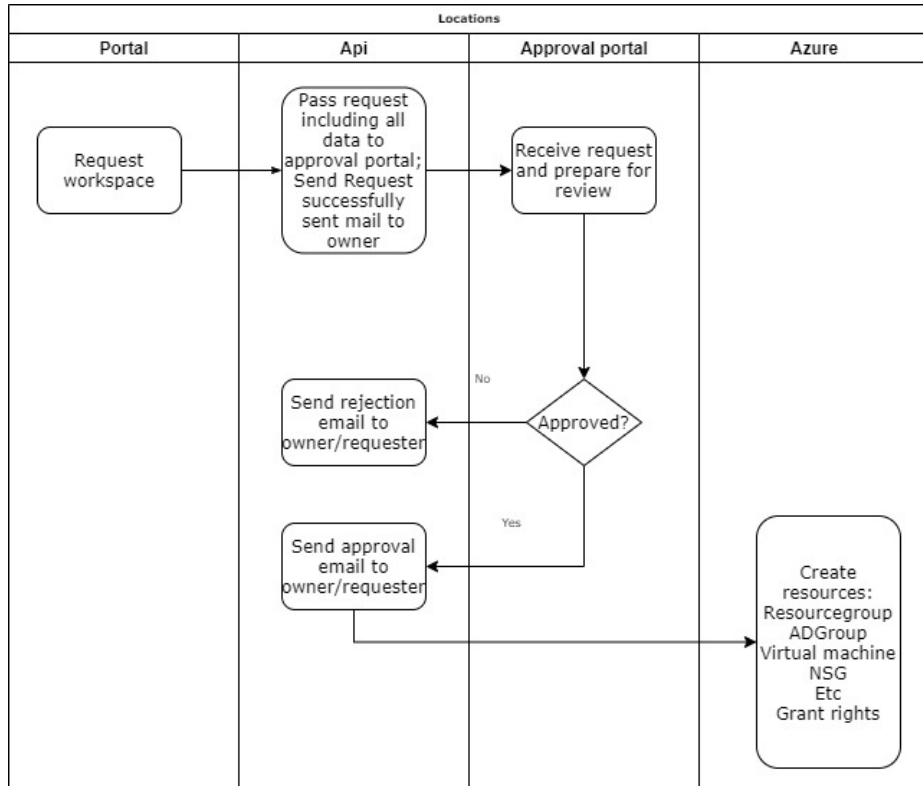 Locations
Portal
Api
Approval portal
Azure
Request
workspace
Pass request
including all
data to
approval portal;
Send Request
successfully
sent mail to
owner
Receive request
and prepare for
review
No
Approved?
Send rejection
email to
owner/requester
Yes
Send approval
email to
owner/requester
Create
resources:
Resourcegroup
ADGroup
Virtual machine
NSG
Etc
Grant rights